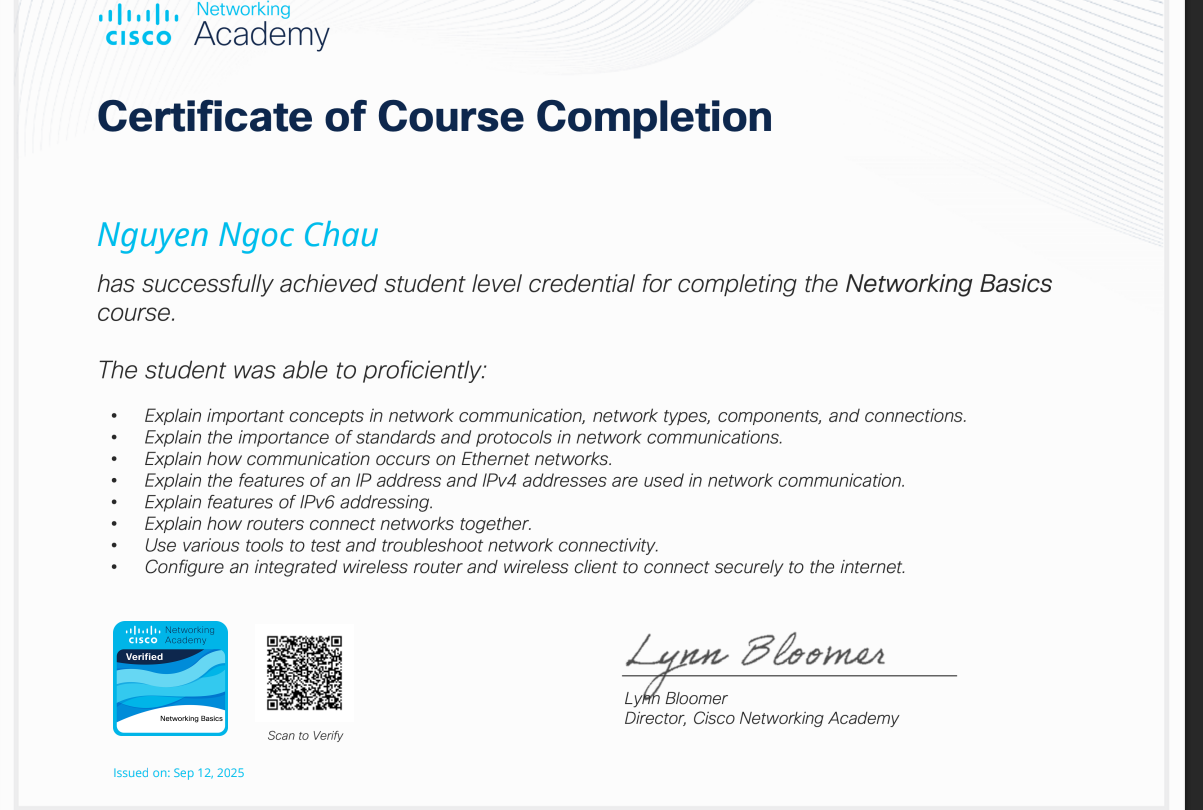 Networking
CISCO Academy
Certificate of Course Completion
Nguyen Ngoc Chau
has successfully achieved student level credential for completing the Networking Basics
course.
The student was able to proficiently:
• Explain important concepts in network communication, network types, components, and connections.
• Explain the importance of standards and protocols in network communications.
• Explain how communication occurs on Ethernet networks.
• Explain the features of an IP address and IPv4 addresses are used in network communication.
• Explain features of IPv6 addressing.
• Explain how routers connect networks together.
• Use various tools to test and troubleshoot network connectivity.
• Configure an integrated wireless router and wireless client to connect securely to the internet.
Networking
CISCO Academy
Verified
Networking Basics
Scan to Verify
Lynn Bloomer
Lynn Bloomer
Director, Cisco Networking Academy
Issued on: Sep 12, 2025